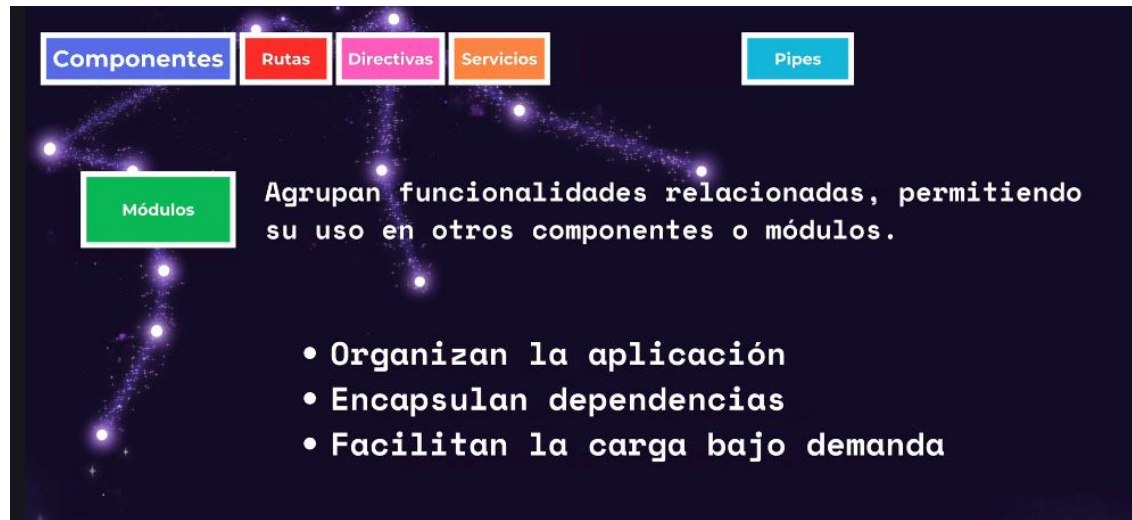 Componentes
Rutas
Directivas
Servicios
Pipes
Módulos
Agrupan funcionalidades relacionadas, permitiendo
su uso en otros componentes o módulos.
• Organizan la aplicación
• Encapsulan dependencias
• Facilitan la carga bajo demanda